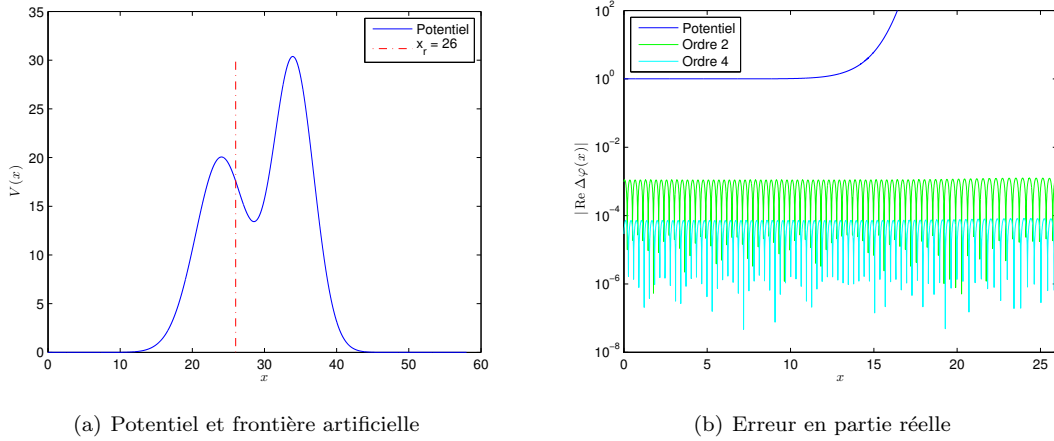 35
30
25
20
15
10
5
0
V(x)
0 10 20 30 40 50 60
x
Potentiel
x_r = 26
(a) Potentiel et frontière artificielle
10^2
10^0
10^−2
10^−4
10^−6
10^−8
|Re Δφ(x)|
0 5 10 15 20 25
x
Potentiel
Ordre 2
Ordre 4
(b) Erreur en partie réelle